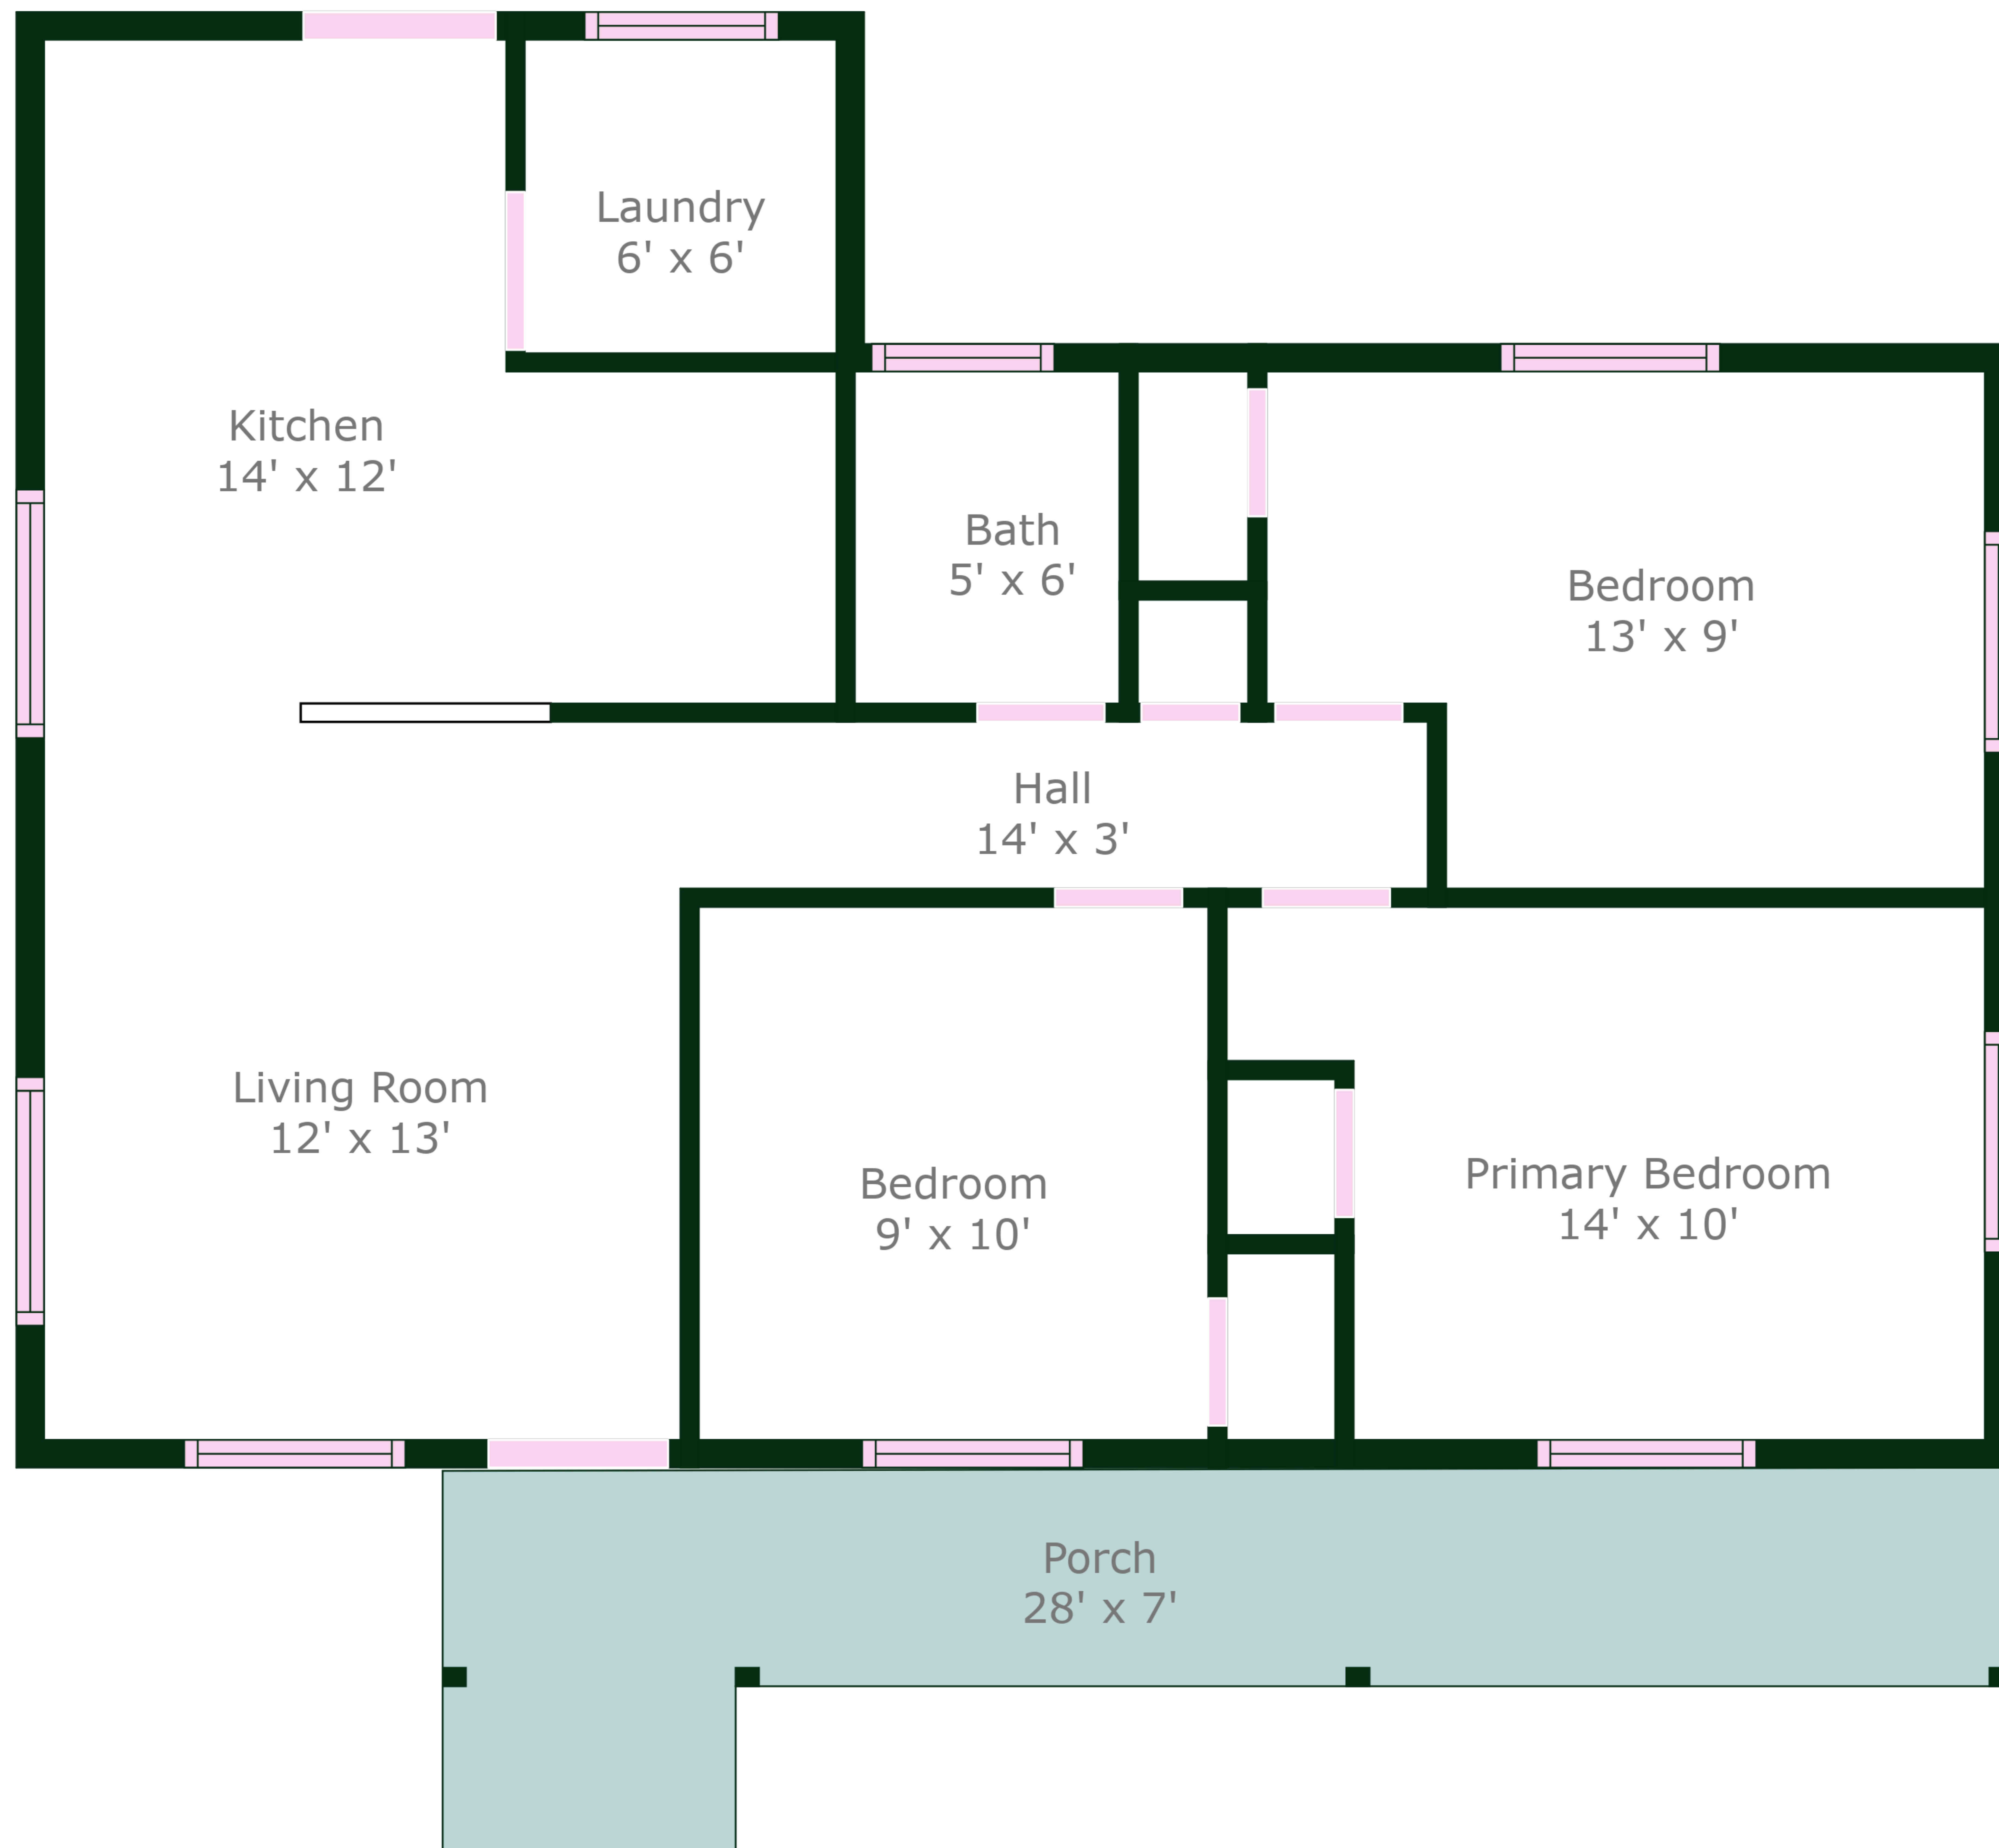 Laundry
6' x 6'
Kitchen
14' x 12'
Bath
5' x 6'
Bedroom
13' x 9'
Hall
14' x 3'
Living Room
12' x 13'
Bedroom
9' x 10'
Primary Bedroom
14' x 10'
Porch
28' x 7'